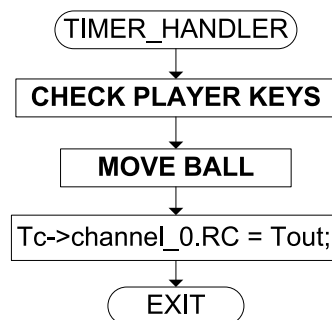 TIMER_HANDLER
CHECK PLAYER KEYS
MOVE BALL
Tc->channel_0.RC = Tout;
EXIT